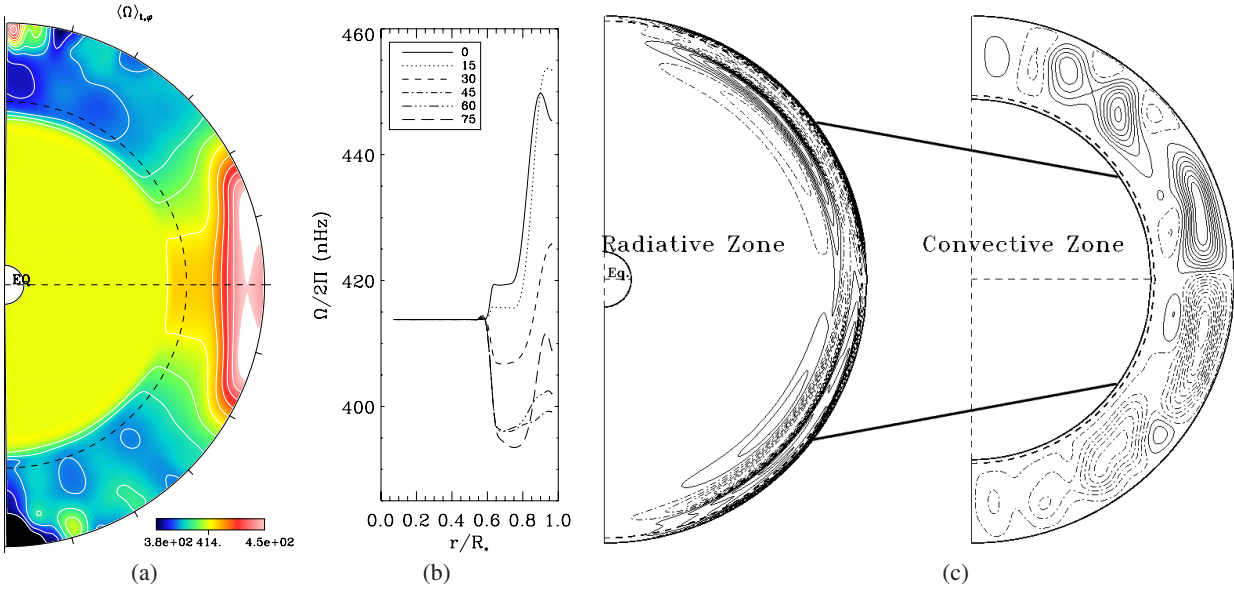 ⟨Ω⟩t,φ
EQ
3.8e+02 414. 4.5e+02
(a)
460
440
420
400
Ω/2Π (nHz)
0
15
30
45
60
75
0.0 0.2 0.4 0.6 0.8 1.0
r/R*
(b)
Radiative Zone
Eq.
Convective Zone
(c)